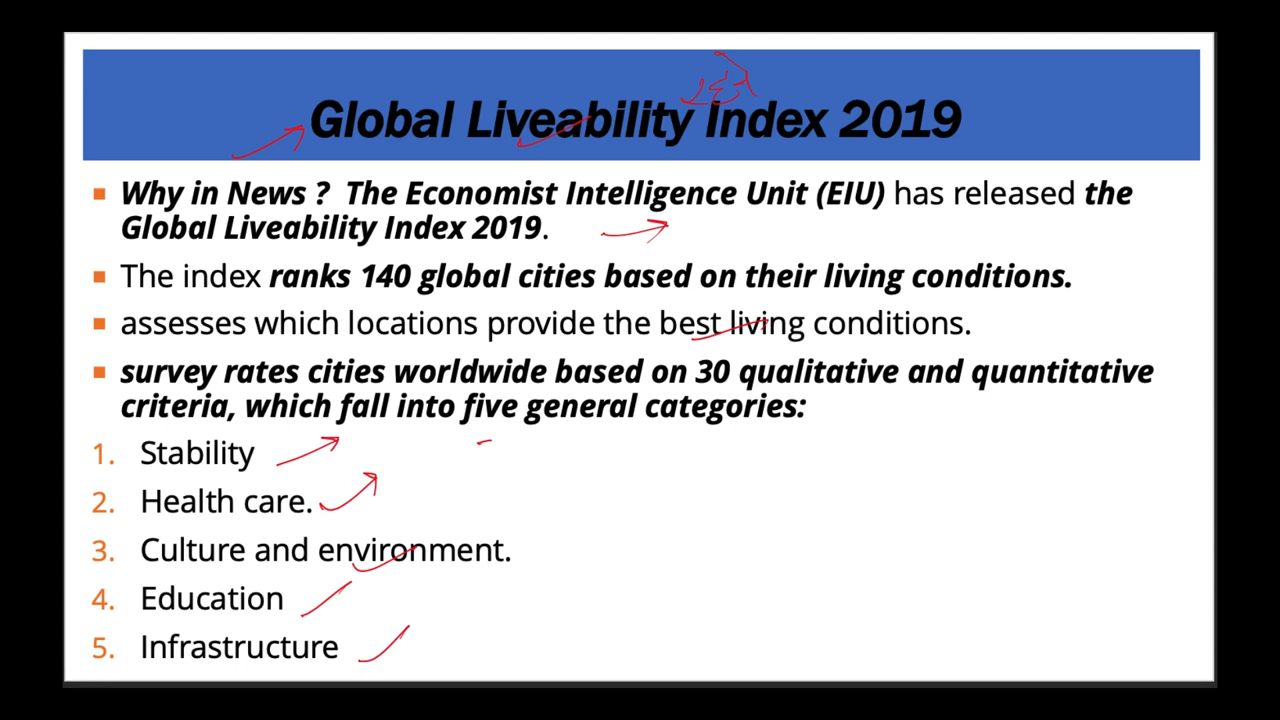 Global Liveability Index 2019
▪ Why in News ? The Economist Intelligence Unit (EIU) has released the
Global Liveability Index 2019.
▪ The index ranks 140 global cities based on their living conditions.
▪ assesses which locations provide the best living conditions.
▪ survey rates cities worldwide based on 30 qualitative and quantitative
criteria, which fall into five general categories:
1. Stability
2. Health care.
3. Culture and environment.
4. Education
5. Infrastructure